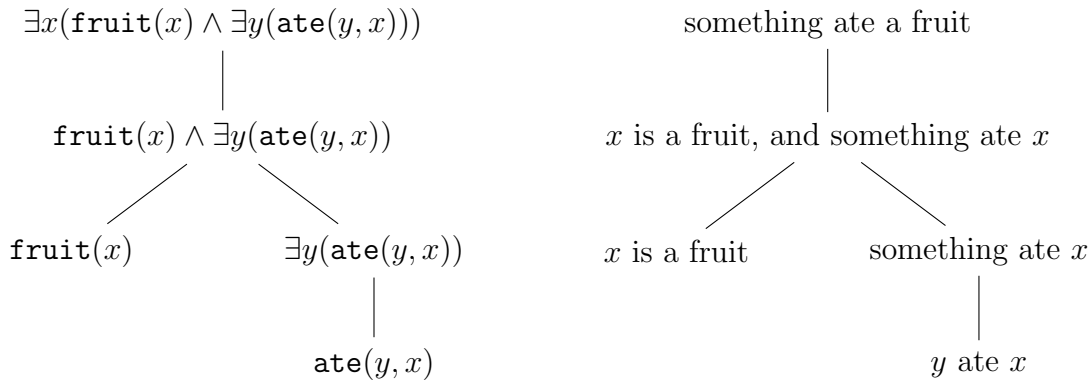 ∃x(fruit(x) ∧ ∃y(ate(y, x)))
something ate a fruit
fruit(x) ∧ ∃y(ate(y, x))
x is a fruit, and something ate x
fruit(x)
∃y(ate(y, x))
x is a fruit
something ate x
ate(y, x)
y ate x